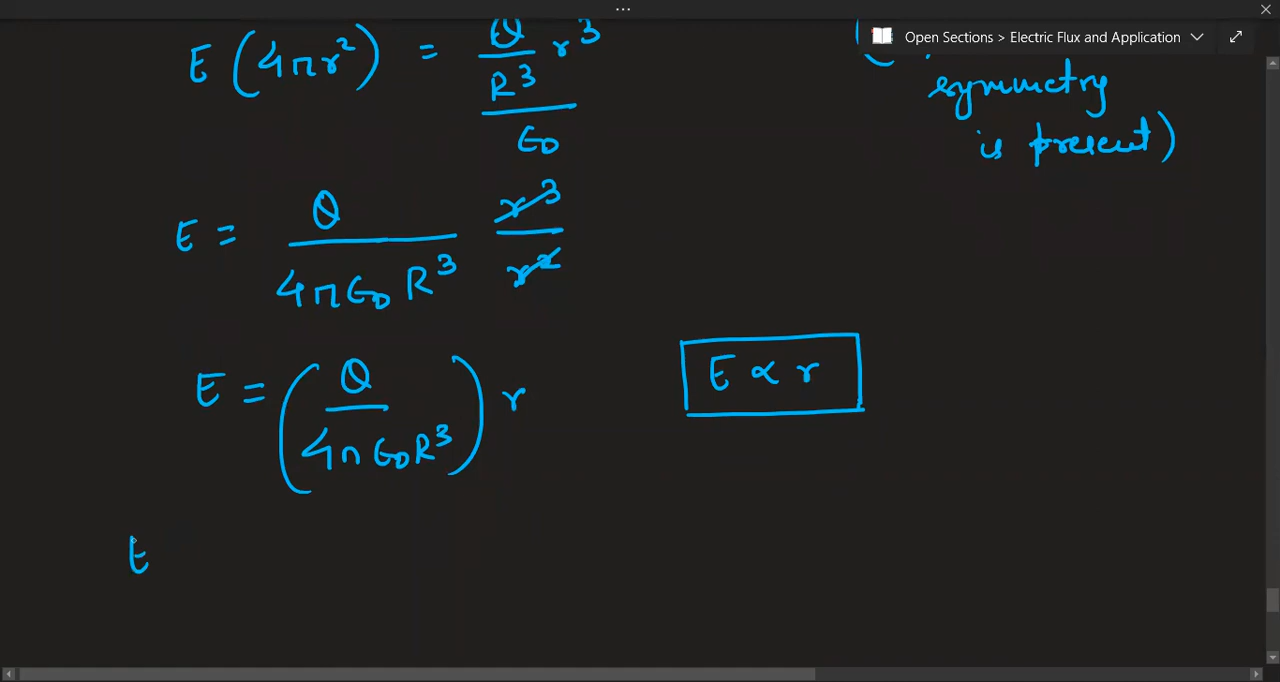 ...
Open Sections > Electric Flux and Application
E (4πr²) = Q/R³ r³ / ε₀
symmetry
is present)
E = Q / 4πε₀R³ r³/r²
E = (Q / 4πε₀R³) r
E ∝ r
E